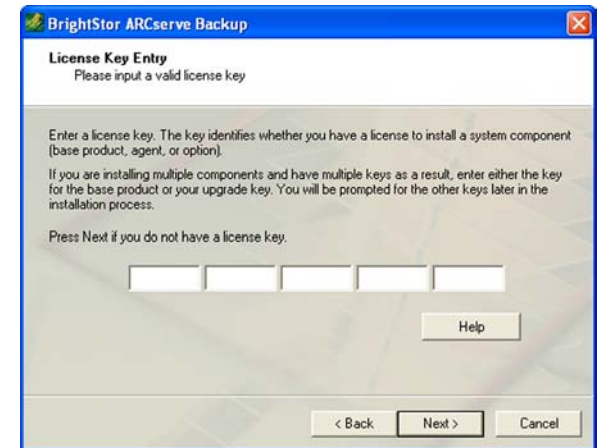 BrightStor ARCserve Backup
License Key Entry
Please input a valid license key
Enter a license key. The key identifies whether you have a license to install a system component
(base product, agent, or option).
If you are installing multiple components and have multiple keys as a result, enter either the key
for the base product or your upgrade key. You will be prompted for the other keys later in the
installation process.
Press Next if you do not have a license key.
Help
< Back
Next >
Cancel